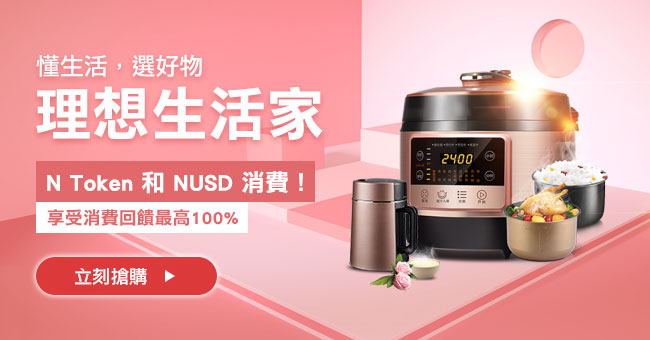 懂生活，選好物
理想生活家
N Token 和 NUSD 消費！
享受消費回饋最高100%
立刻搶購
2400